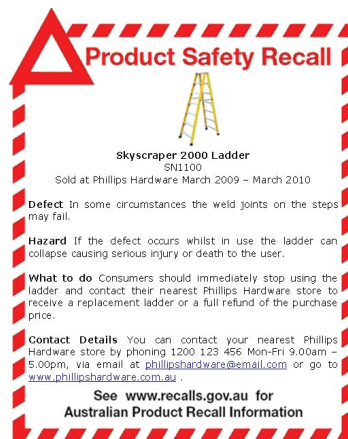 Product Safety Recall
Skyscraper 2000 Ladder
SN1100
Sold at Phillips Hardware March 2009 – March 2010
Defect In some circumstances the weld joints on the steps
may fail.
Hazard If the defect occurs whilst in use the ladder can
collapse causing serious injury or death to the user.
What to do Consumers should immediately stop using the
ladder and contact their nearest Phillips Hardware store to
receive a replacement ladder or a full refund of the purchase
price.
Contact Details You can contact your nearest Phillips
Hardware store by phoning 1200 123 456 Mon-Fri 9.00am –
5.00pm, via email at phillipshardware@email.com or go to
www.phillipshardware.com.au .
See www.recalls.gov.au for
Australian Product Recall Information